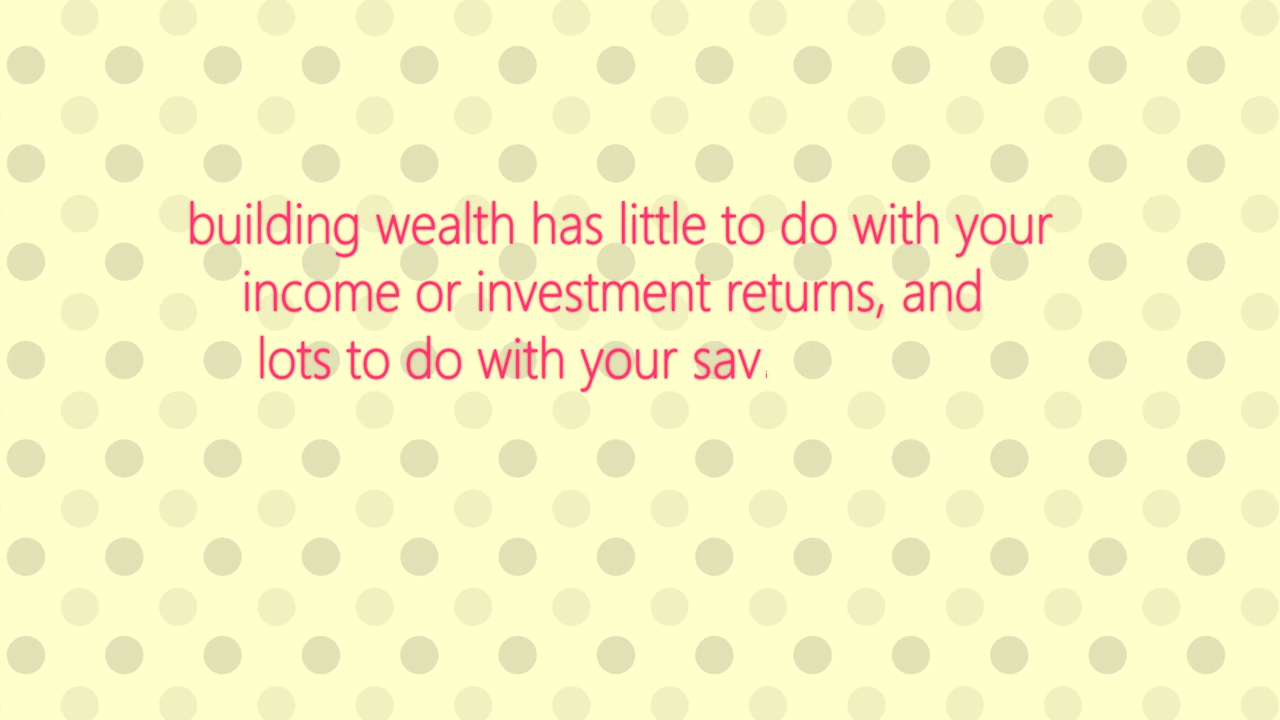 building wealth has little to do with your
income or investment returns, and
lots to do with your sav